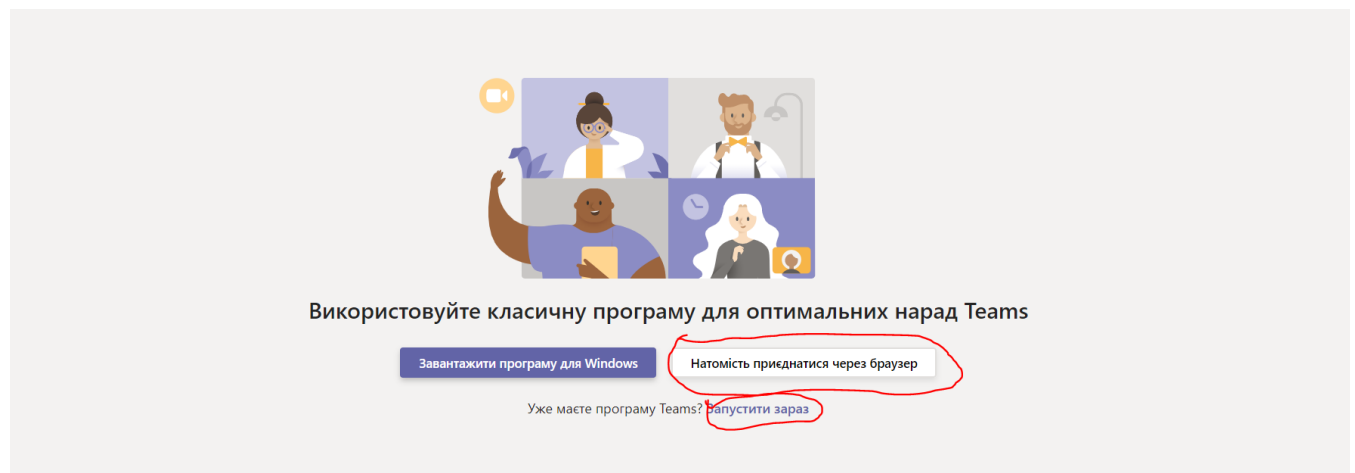 Використовуйте класичну програму для оптимальних нарад Teams
Завантажити програму для Windows
Натомість приєднатися через браузер
Уже маєте програму Teams? Запустити зараз